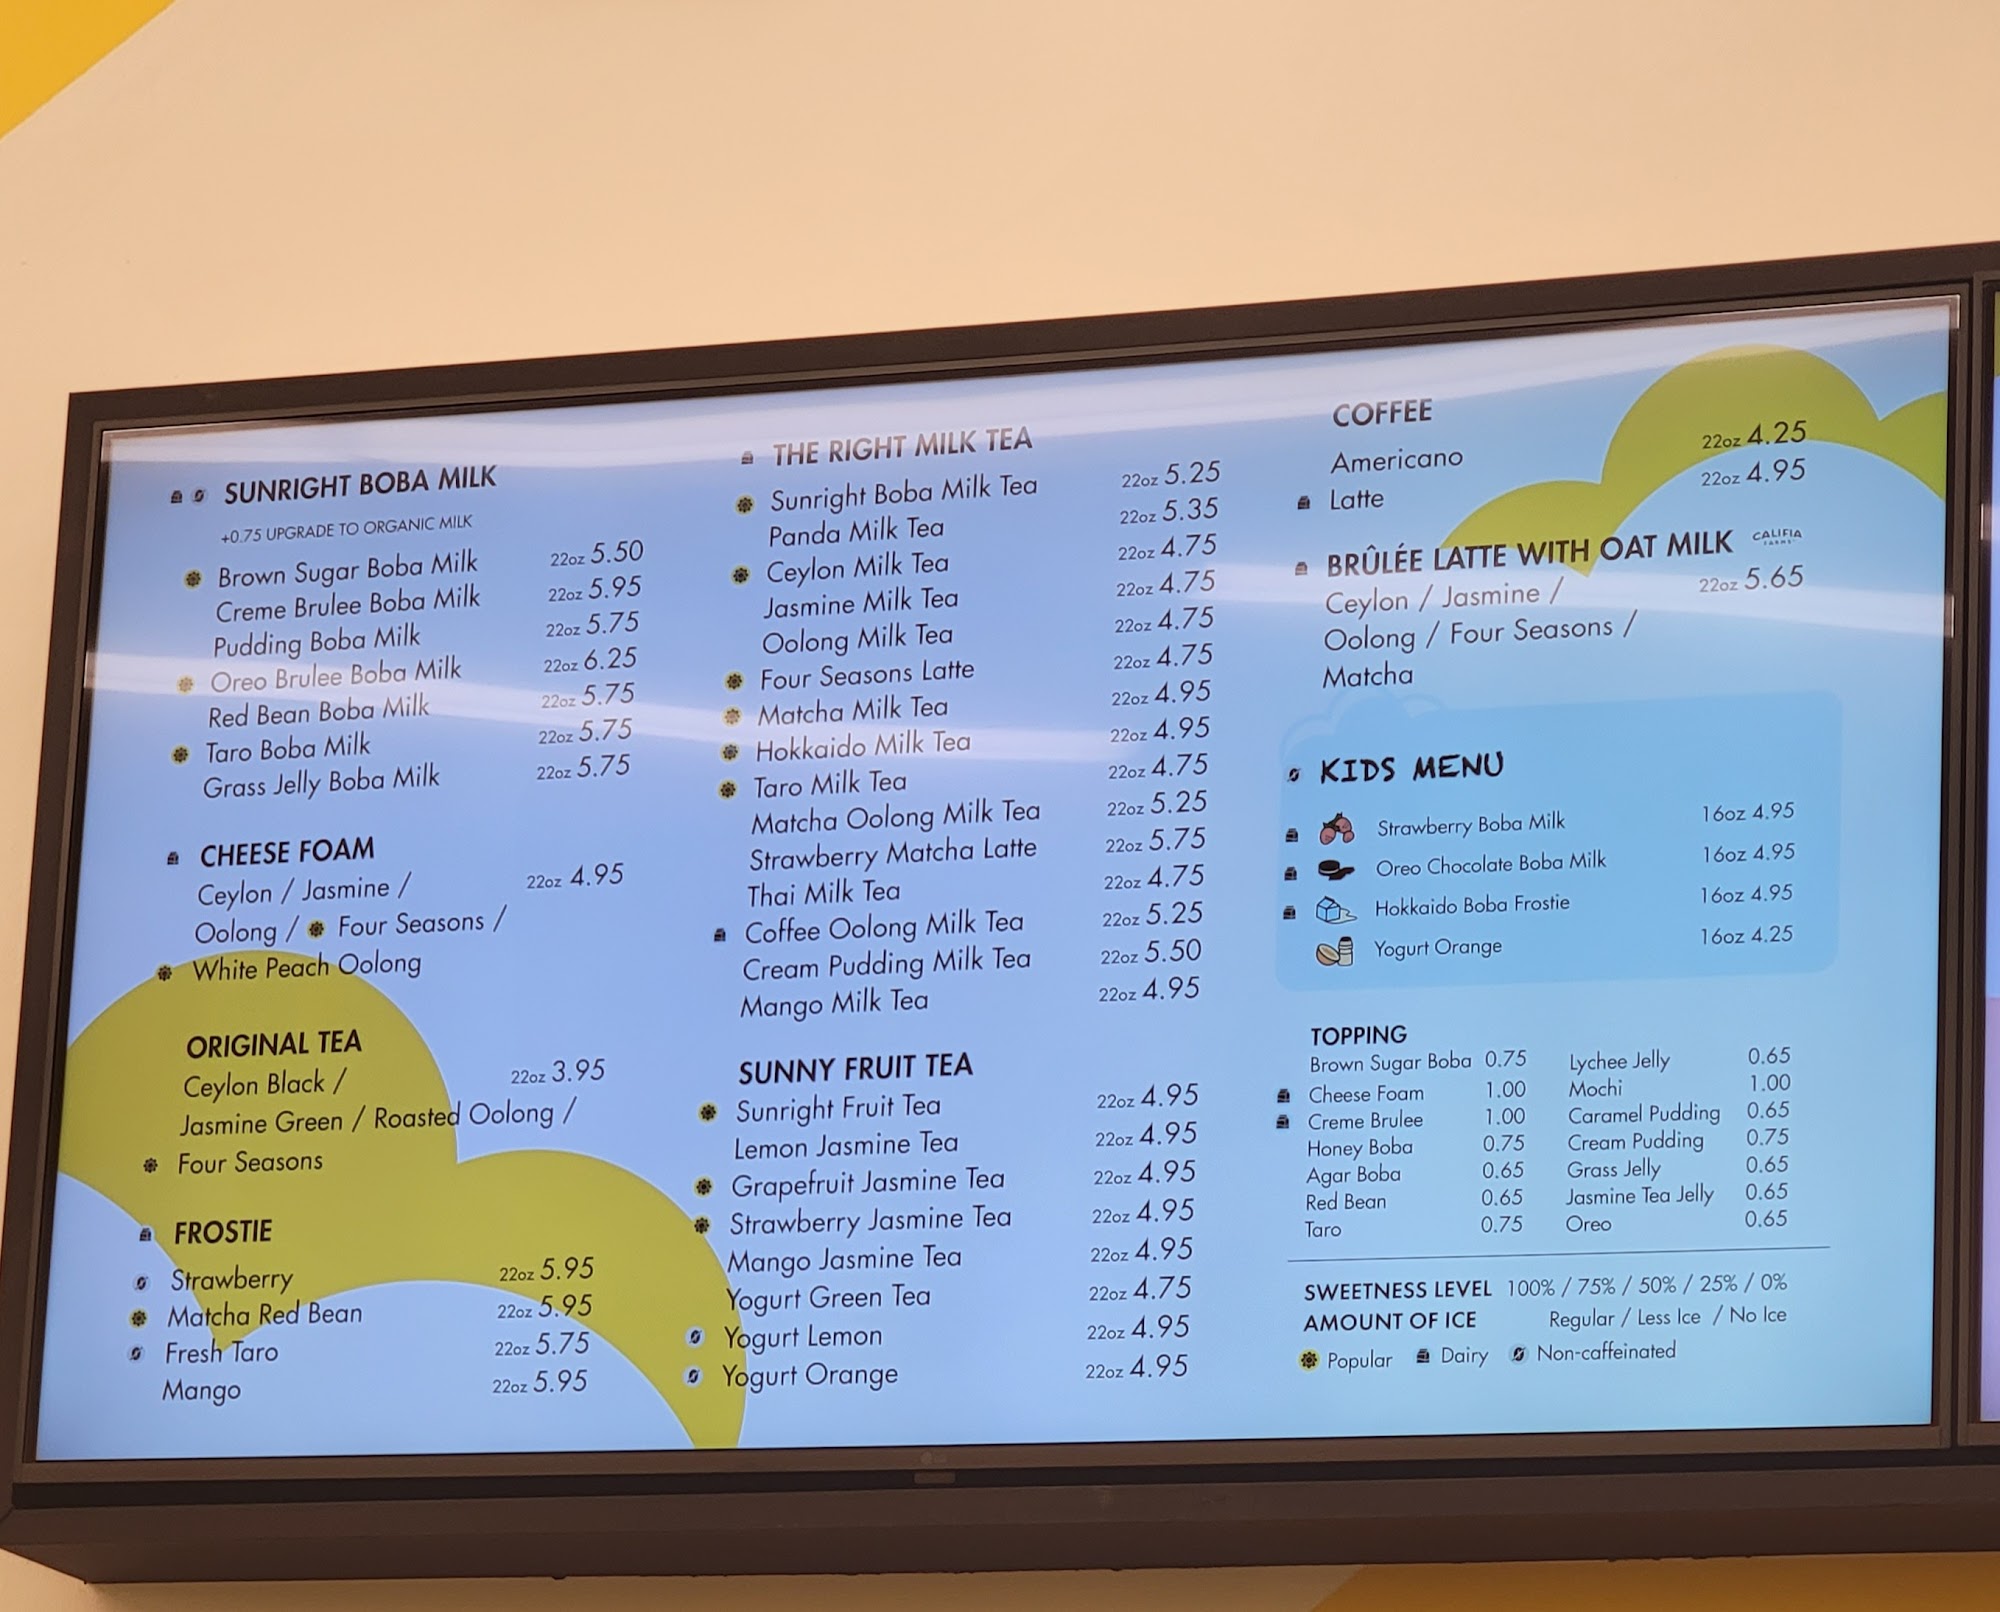 SUNRIGHT BOBA MILK
+0.75 UPGRADE TO ORGANIC MILK
Brown Sugar Boba Milk 22oz 5.50
Creme Brulee Boba Milk 22oz 5.95
Pudding Boba Milk 22oz 5.75
Oreo Brulee Boba Milk 22oz 6.25
Red Bean Boba Milk 22oz 5.75
Taro Boba Milk 22oz 5.75
Grass Jelly Boba Milk 22oz 5.75
CHEESE FOAM
Ceylon / Jasmine / 22oz 4.95
Oolong / Four Seasons /
White Peach Oolong
ORIGINAL TEA
Ceylon Black / 22oz 3.95
Jasmine Green / Roasted Oolong /
Four Seasons
FROSTIE
Strawberry 22oz 5.95
Matcha Red Bean 22oz 5.95
Fresh Taro 22oz 5.75
Mango 22oz 5.95
THE RIGHT MILK TEA
Sunright Boba Milk Tea 22oz 5.25
Panda Milk Tea 22oz 5.35
Ceylon Milk Tea 22oz 4.75
Jasmine Milk Tea 22oz 4.75
Oolong Milk Tea 22oz 4.75
Four Seasons Latte 22oz 4.75
Matcha Milk Tea 22oz 4.95
Hokkaido Milk Tea 22oz 4.95
Taro Milk Tea 22oz 4.75
Matcha Oolong Milk Tea 22oz 5.25
Strawberry Matcha Latte 22oz 5.75
Thai Milk Tea 22oz 4.75
Coffee Oolong Milk Tea 22oz 5.25
Cream Pudding Milk Tea 22oz 5.50
Mango Milk Tea 22oz 4.95
SUNNY FRUIT TEA
Sunright Fruit Tea 22oz 4.95
Lemon Jasmine Tea 22oz 4.95
Grapefruit Jasmine Tea 22oz 4.95
Strawberry Jasmine Tea 22oz 4.95
Mango Jasmine Tea 22oz 4.95
Yogurt Green Tea 22oz 4.75
Yogurt Lemon 22oz 4.95
Yogurt Orange 22oz 4.95
COFFEE
Americano 22oz 4.25
Latte 22oz 4.95
BRÛLÉE LATTE WITH OAT MILK CALIFIA FARMS
Ceylon / Jasmine / 22oz 5.65
Oolong / Four Seasons /
Matcha
KIDS MENU
Strawberry Boba Milk 16oz 4.95
Oreo Chocolate Boba Milk 16oz 4.95
Hokkaido Boba Frostie 16oz 4.95
Yogurt Orange 16oz 4.25
TOPPING
Brown Sugar Boba 0.75 Lychee Jelly 0.65
Cheese Foam 1.00 Mochi 1.00
Creme Brulee 1.00 Caramel Pudding 0.65
Honey Boba 0.75 Cream Pudding 0.75
Agar Boba 0.65 Grass Jelly 0.65
Red Bean 0.65 Jasmine Tea Jelly 0.65
Taro 0.75 Oreo 0.65
SWEETNESS LEVEL 100% / 75% / 50% / 25% / 0%
AMOUNT OF ICE Regular / Less Ice / No Ice
Popular Dairy Non-caffeinated
LG